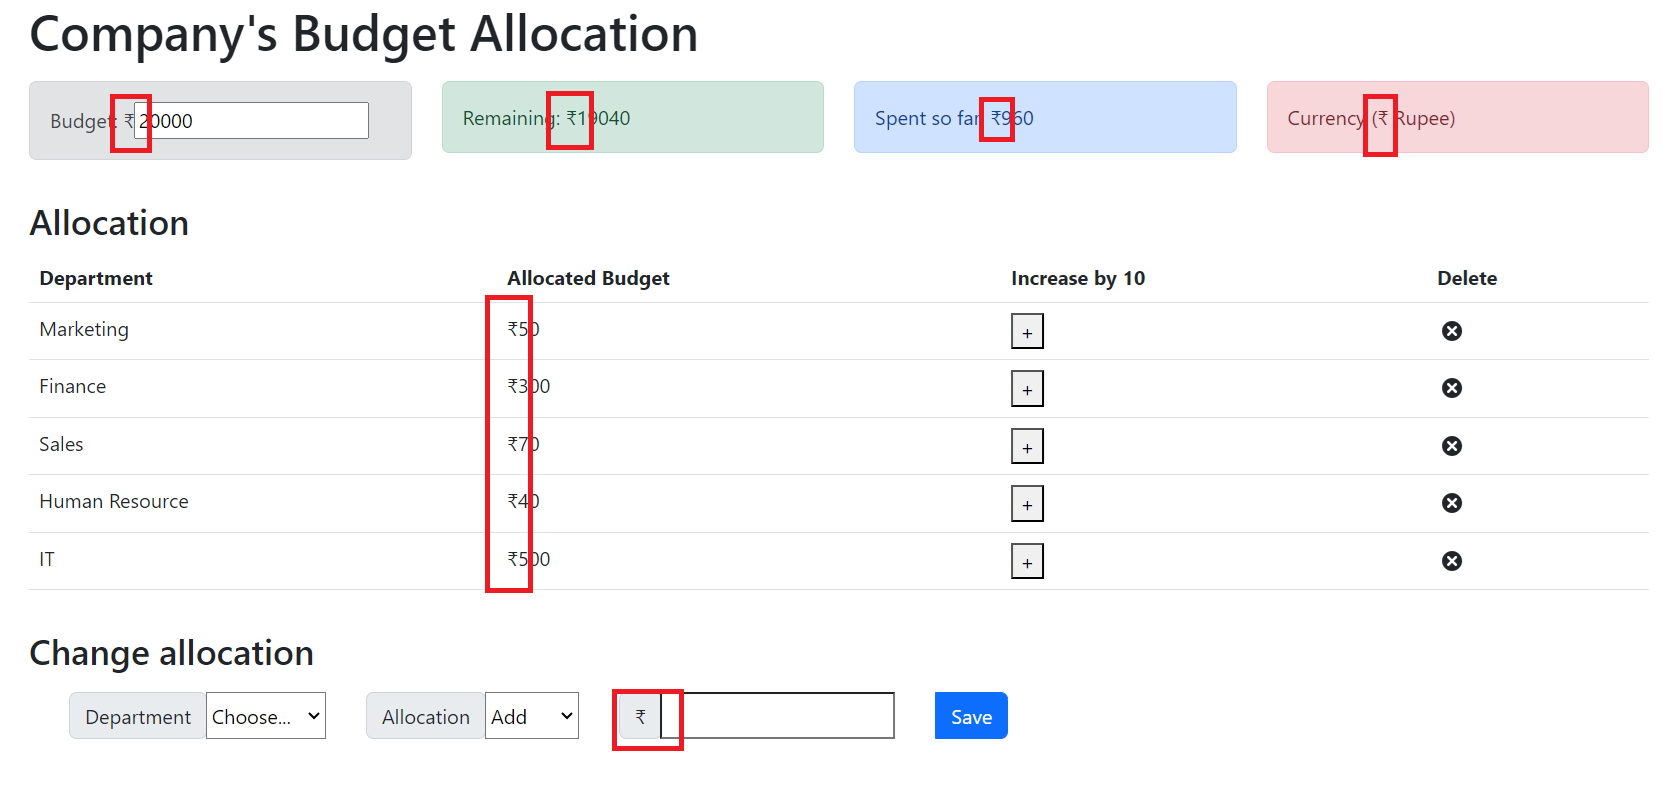 Company's Budget Allocation
Budget: ₹ 20000 Remaining: ₹19040 Spent so far: ₹960 Currency (₹ Rupee)
Allocation
Department Allocated Budget Increase by 10 Delete
Marketing ₹50 +
Finance ₹300 +
Sales ₹70 +
Human Resource ₹40 +
IT ₹500 +
Change allocation
Department Choose... Allocation Add ₹ Save